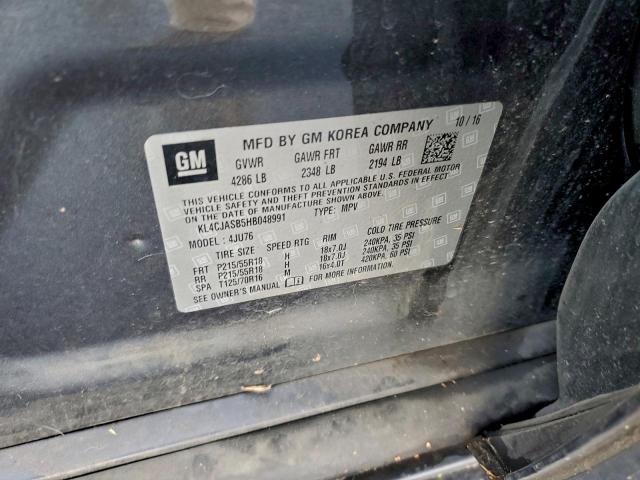 GM
MFD BY GM KOREA COMPANY 10/16
GVWR GAWR FRT GAWR RR
4286 LB 2348 LB 2194 LB
THIS VEHICLE CONFORMS TO ALL APPLICABLE U.S. FEDERAL MOTOR
VEHICLE SAFETY AND THEFT PREVENTION STANDARDS IN EFFECT
ON THE DATE OF MANUFACTURE SHOWN ABOVE.
KL4CJASB5HB048991 TYPE: MPV
MODEL: 4JU76
TIRE SIZE SPEED RTG RIM COLD TIRE PRESSURE
FRT P215/55R18 H 18x7.0J 240KPA, 35 PSI
RR P215/55R18 H 18x7.0J 240KPA, 35 PSI
SPA T125/70R16 M 16x4.0T 420KPA, 60 PSI
SEE OWNER'S MANUAL FOR MORE INFORMATION.